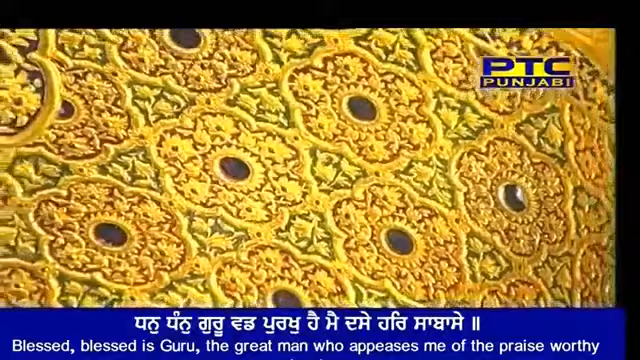 PTC
PUNJABI
ਧਨੁ ਧੰਨੁ ਗੁਰੂ ਵਡ ਪੁਰਖੁ ਹੈ ਮੈ ਦਸੇ ਹਰਿ ਸਾਬਾਸੇ ॥
Blessed, blessed is Guru, the great man who appeases me of the praise worthy